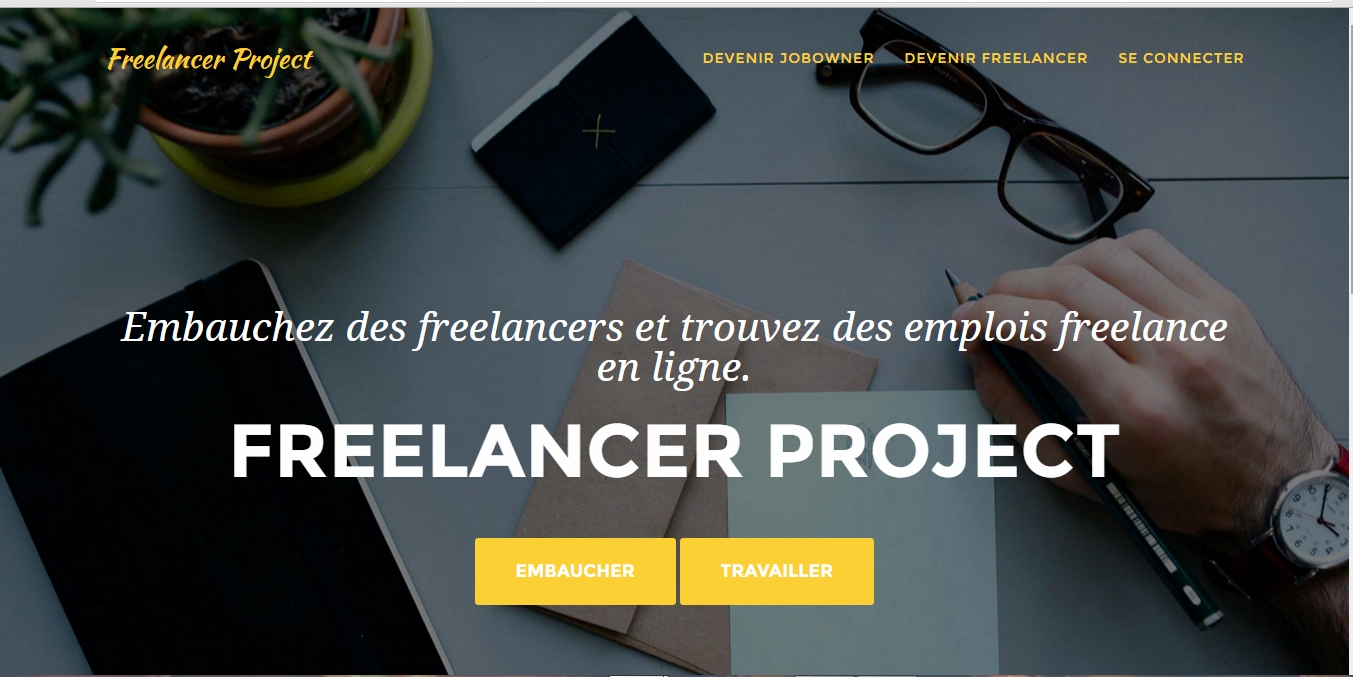 Freelancer Project
DEVENIR JOBOWNER DEVENIR FREELANCER SE CONNECTER
Embauchez des freelancers et trouvez des emplois freelance
en ligne.
FREELANCER PROJECT
EMBAUCHER TRAVAILLER